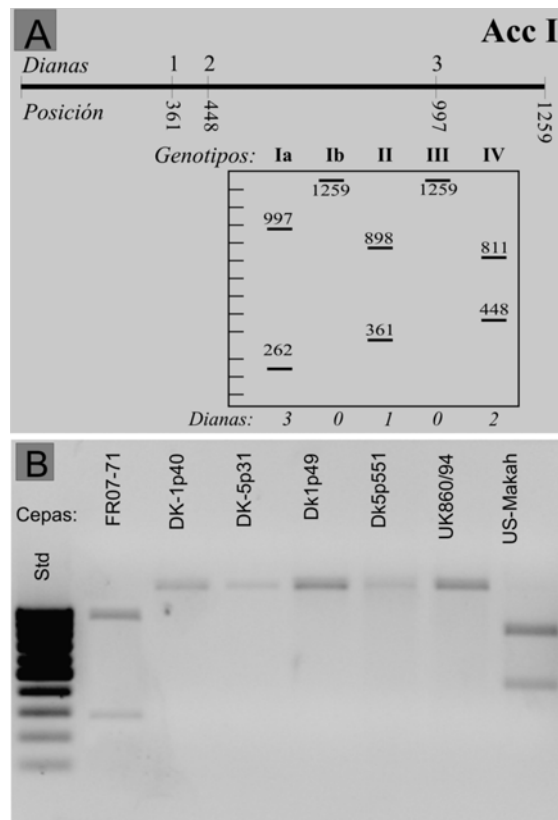 A
Acc I
Dianas 1 2 3
Posición 361 448 997 1259
Genotipos: Ia Ib II III IV
1259 1259
997 898 811
448
361
262
Dianas: 3 0 1 0 2
B
Cepas: FR07-71 DK-1p40 DK-5p31 Dk1p49 Dk5p551 UK860/94 US-Makah
Std